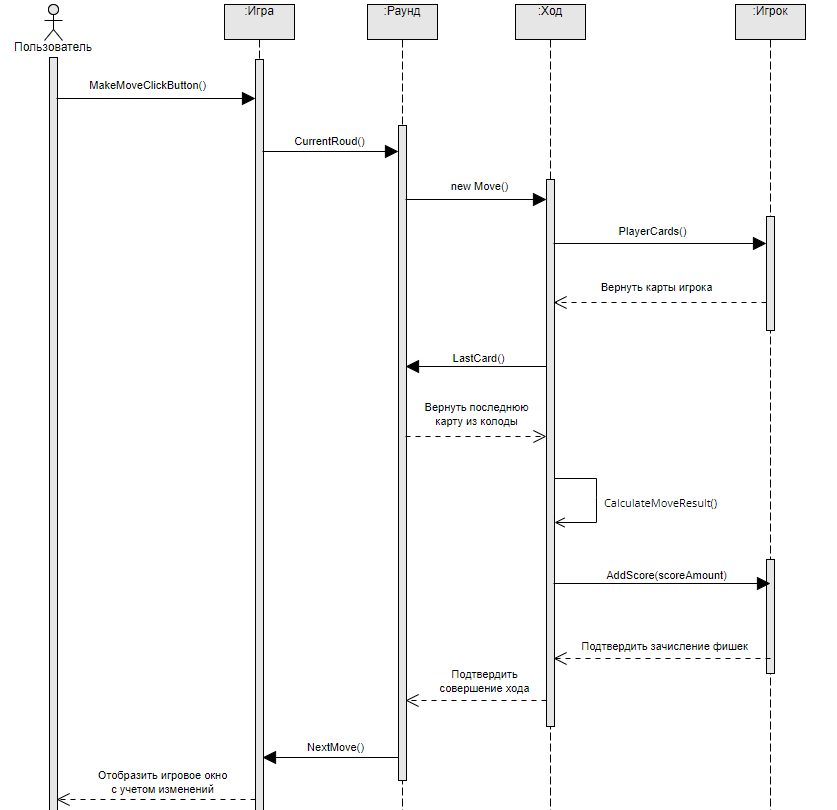 :Игра
:Раунд
:Ход
:Игрок
Пользователь
MakeMoveClickButton()
CurrentRoud()
new Move()
PlayerCards()
Вернуть карты игрока
LastCard()
Вернуть последнюю
карту из колоды
CalculateMoveResult()
AddScore(scoreAmount)
Подтвердить зачисление фишек
Подтвердить
совершение хода
NextMove()
Отобразить игровое окно
с учетом изменений